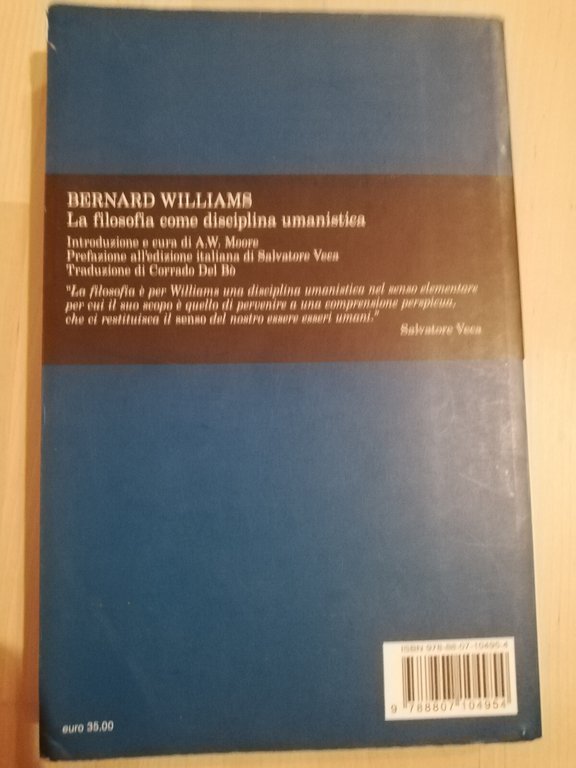 BERNARD WILLIAMS
La filosofia come disciplina umanistica
Introduzione e cura di A.W. Moore
Prefazione all'edizione italiana di Salvatore Veca
Traduzione di Corrado Del Bò
"La filosofia è per Williams una disciplina umanistica nel senso elementare
per cui il suo scopo è quello di pervenire a una comprensione perspicua,
che ci restituisca il senso del nostro essere esseri umani."
Salvatore Veca
ISBN 978-88-07-10495-4
9 788807 104954
euro 35,00